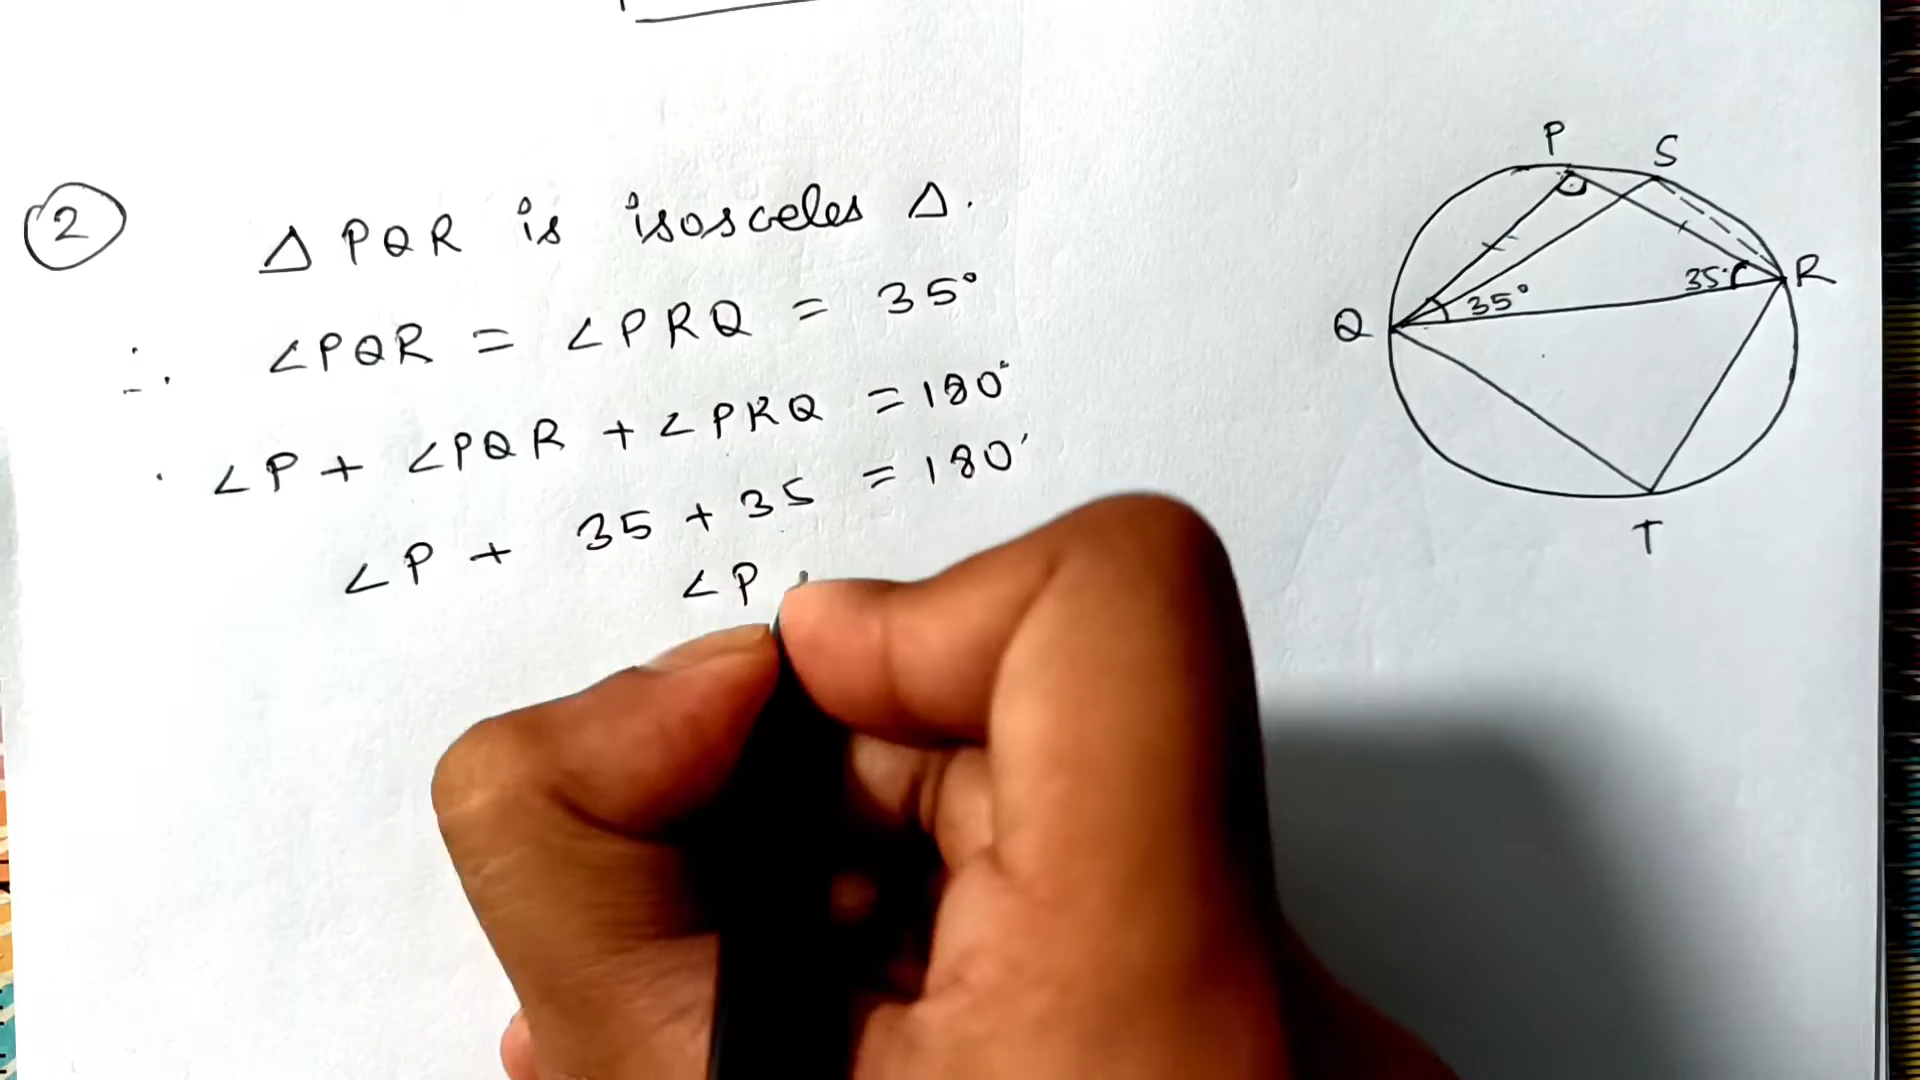 2 Δ PQR is isosceles Δ.
∴ ∠PQR = ∠PRQ = 35°
∠P + ∠PQR + ∠PRQ = 180°
∠P + 35 + 35 = 180°
∠P
P
S
Q
35°
35°
R
T